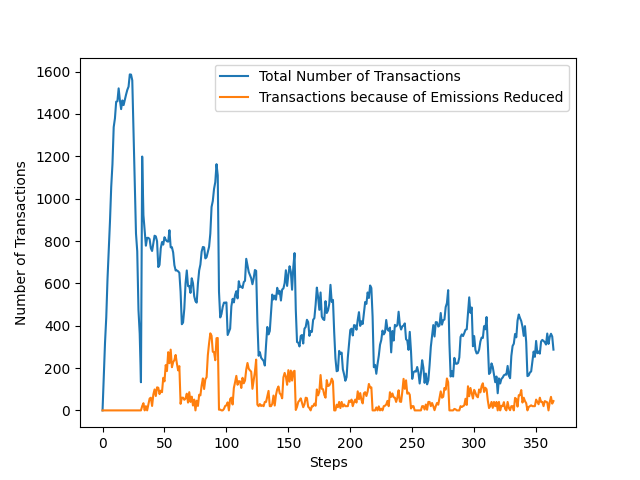 Total Number of Transactions
Transactions because of Emissions Reduced
Number of Transactions
1600
1400
1200
1000
800
600
400
200
0
0 50 100 150 200 250 300 350
Steps